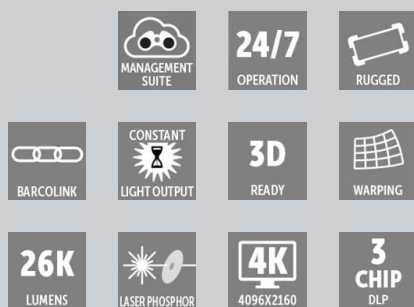 MANAGEMENT
SUITE
24/7
OPERATION
RUGGED
BARCOLINK
CONSTANT
LIGHT OUTPUT
3D
READY
WARPING
26K
LUMENS
LASER PHOSPHOR
4K
4096X2160
3
CHIP
DLP